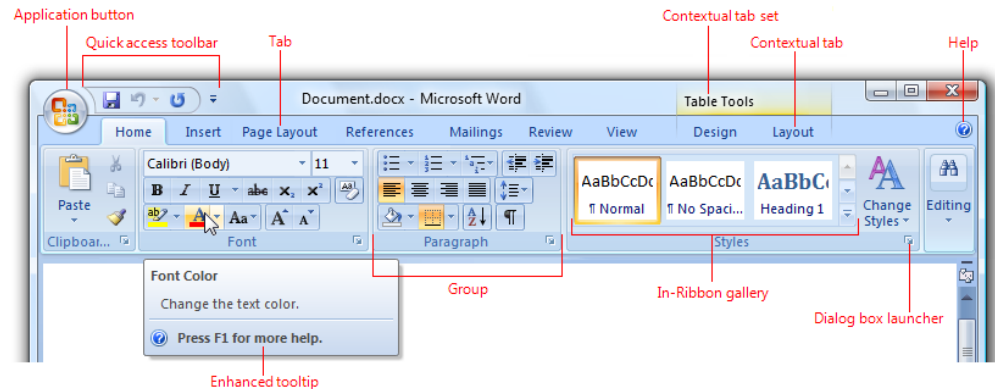 Application button
Contextual tab set
Quick access toolbar
Tab
Contextual tab
Help
Document.docx - Microsoft Word
Table Tools
Home Insert Page Layout References Mailings Review View Design Layout
Calibri (Body) 11
AaBbCcDc AaBbCcDc AaBbC
B I U abc X₂ X² Aa A A
Paste
¶ Normal ¶ No Spaci... Heading 1
Change Styles
Editing
Clipboar... Font Paragraph Styles
Font Color
Change the text color.
Press F1 for more help.
Group
In-Ribbon gallery
Dialog box launcher
Enhanced tooltip